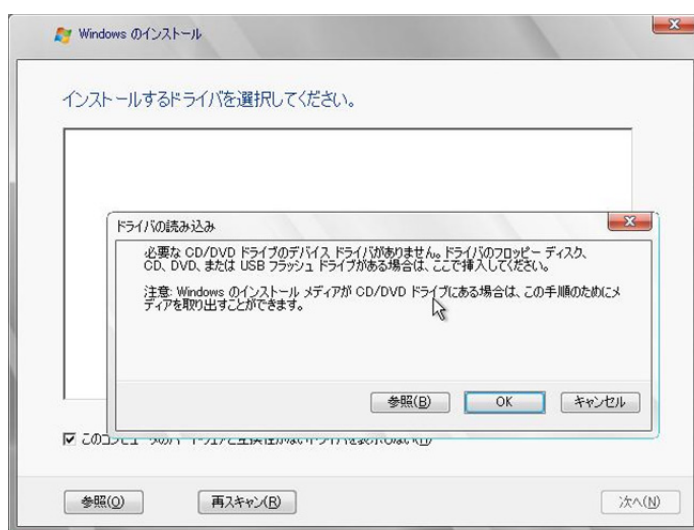 Windows のインストール
インストールするドライバを選択してください。
ドライバの読み込み
必要な CD/DVD ドライブのデバイス ドライバがありません。ドライバのフロッピー ディスク、
CD、DVD、または USB フラッシュ ドライブがある場合は、ここで挿入してください。
注意: Windows のインストール メディアが CD/DVD ドライブにある場合は、この手順のためにメ
ディアを取り出すことができます。
参照(B)
OK
キャンセル
参照(O)
再スキャン(R)
次へ(N)